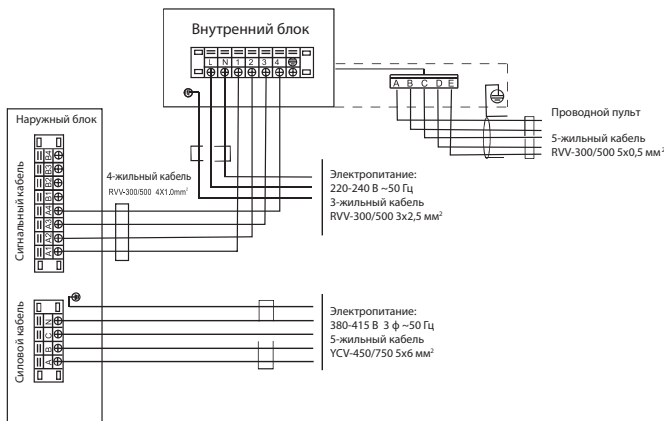 Внутренний блок
L N 1 2 3 4
A B C D E
Проводной пульт
5-жильный кабель
RVV-300/500 5x0,5 мм²
Наружный блок
Сигнальный кабель
B4
B3
B2
B1
A4
A3
A2
A1
4-жильный кабель
RVV-300/500 4X1.0mm²
Электропитание:
220-240 В ~50 Гц
3-жильный кабель
RVV-300/500 3x2,5 мм²
Силовой кабель
N
C
B
A
Электропитание:
380-415 В 3 ф ~50 Гц
5-жильный кабель
YCV-450/750 5x6 мм²